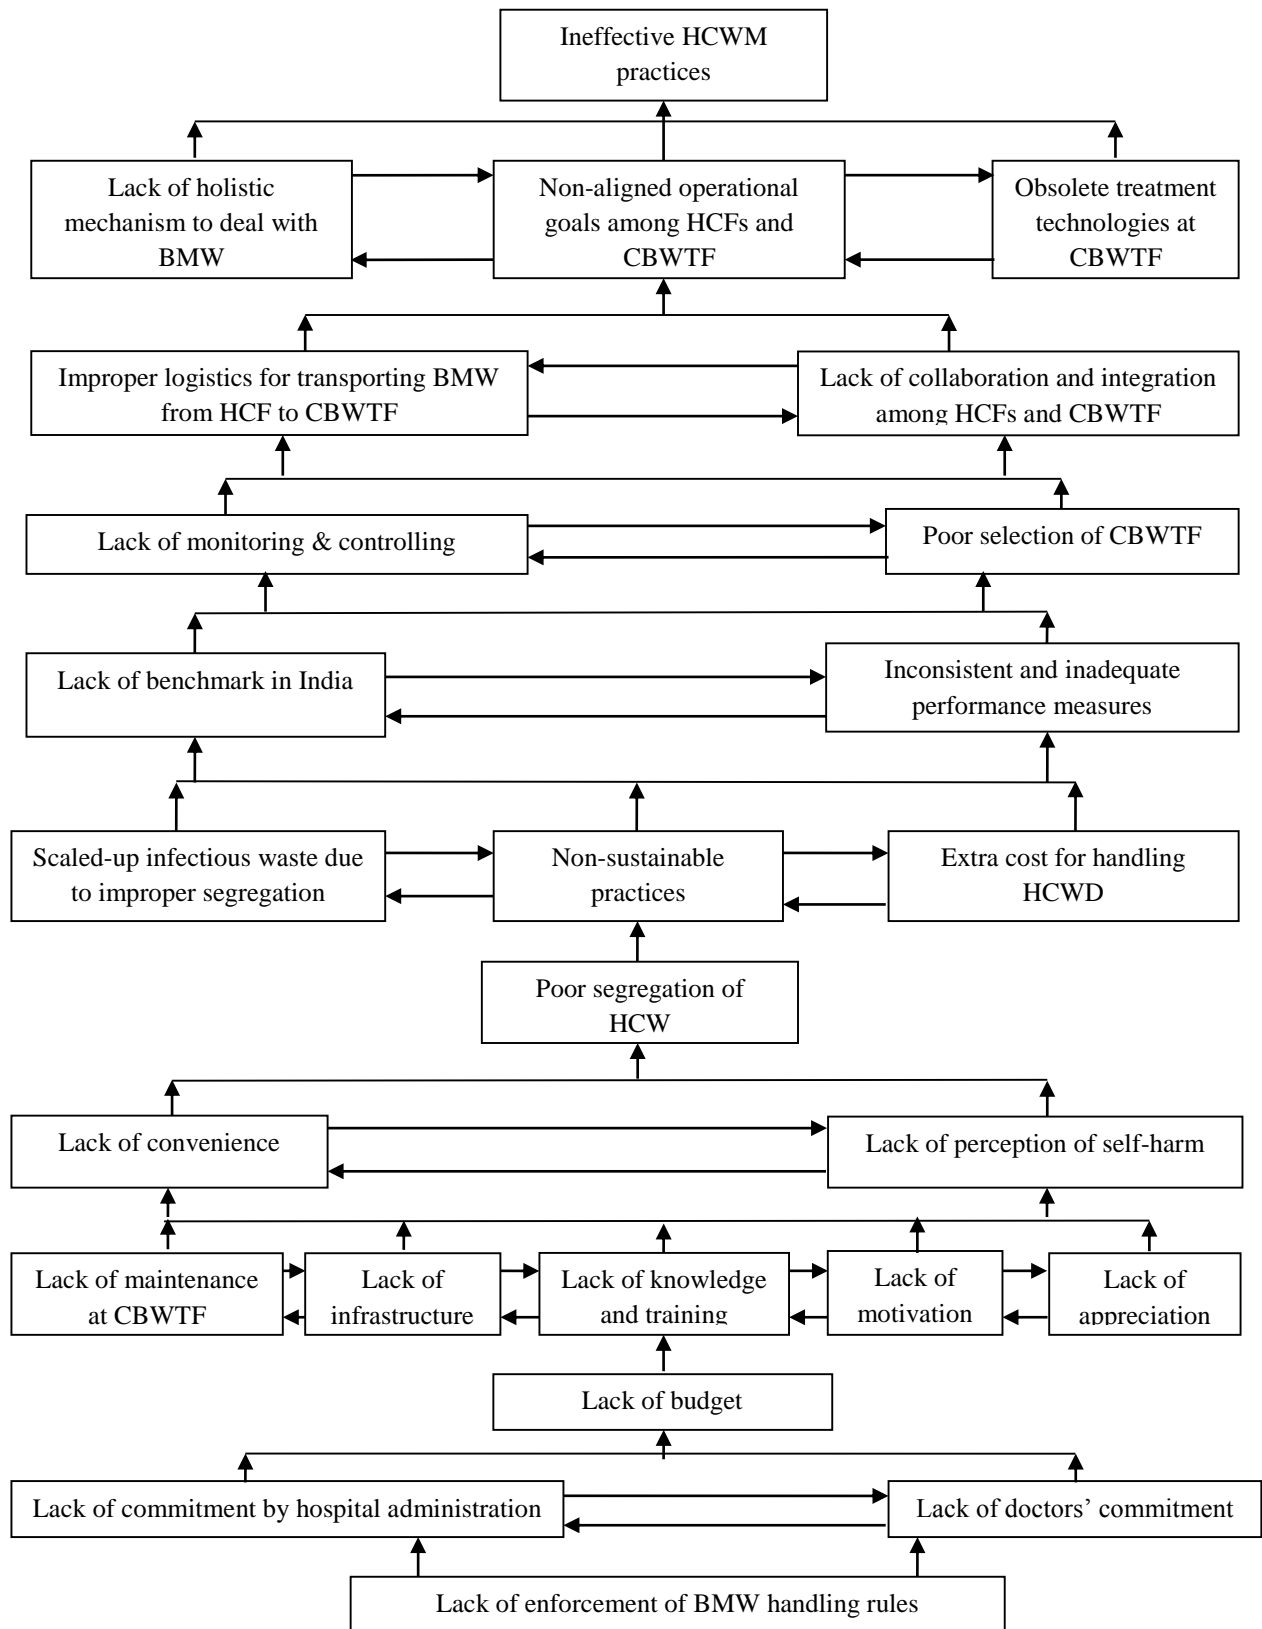 Ineffective HCWM
practices
Lack of holistic
mechanism to deal with
BMW
Non-aligned operational
goals among HCFs and
CBWTF
Obsolete treatment
technologies at
CBWTF
Improper logistics for transporting BMW
from HCF to CBWTF
Lack of collaboration and integration
among HCFs and CBWTF
Lack of monitoring & controlling
Poor selection of CBWTF
Lack of benchmark in India
Inconsistent and inadequate
performance measures
Scaled-up infectious waste due
to improper segregation
Non-sustainable
practices
Extra cost for handling
HCWD
Poor segregation of
HCW
Lack of convenience
Lack of perception of self-harm
Lack of maintenance
at CBWTF
Lack of
infrastructure
Lack of knowledge
and training
Lack of
motivation
Lack of
appreciation
Lack of budget
Lack of commitment by hospital administration
Lack of doctors’ commitment
Lack of enforcement of BMW handling rules